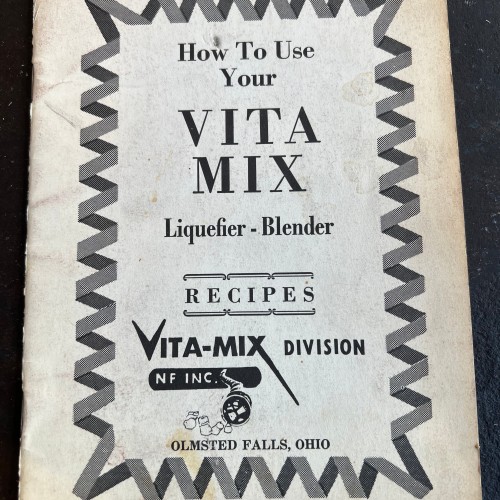 How To Use
Your
VITA
MIX
Liquefier - Blender
RECIPES
VITA-MIX DIVISION
NF INC.
OLMSTED FALLS, OHIO